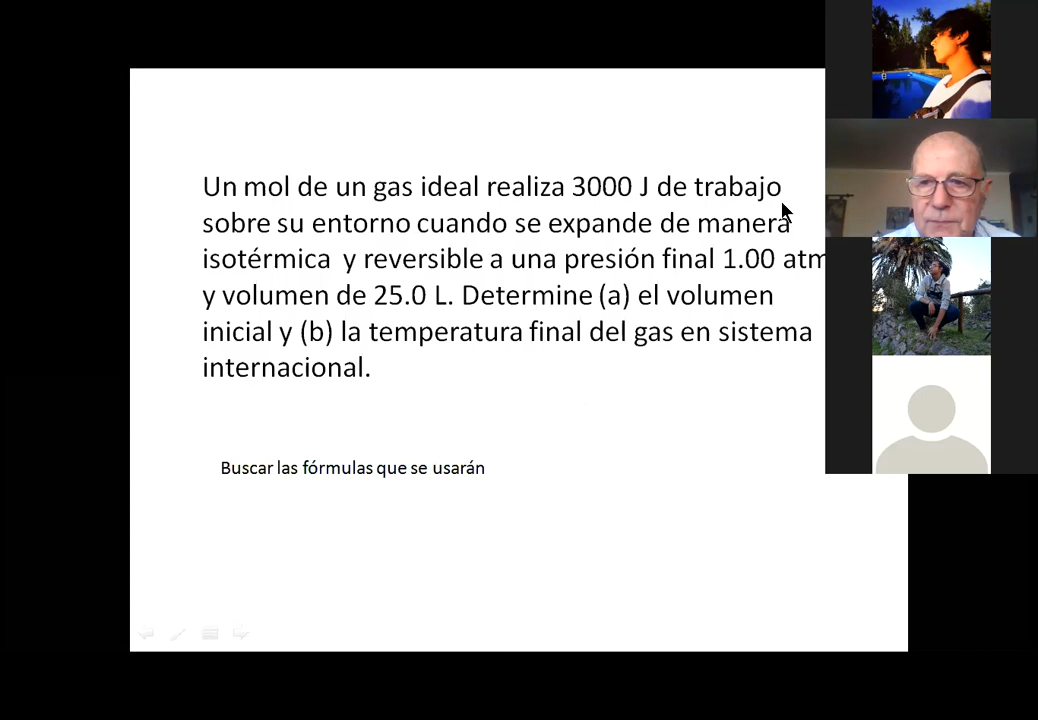 Un mol de un gas ideal realiza 3000 J de trabajo
sobre su entorno cuando se expande de manera
isotérmica  y reversible a una presión final 1.00 atm
y volumen de 25.0 L. Determine (a) el volumen
inicial y (b) la temperatura final del gas en sistema
internacional.
Buscar las fórmulas que se usarán